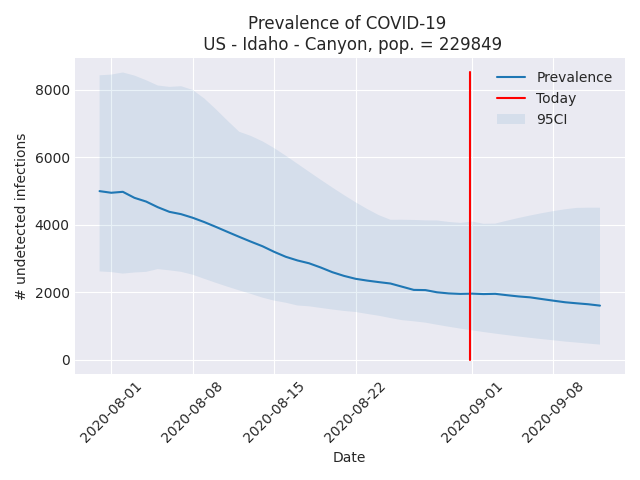 Prevalence of COVID-19
US - Idaho - Canyon, pop. = 229849
Prevalence
Today
95CI
# undetected infections
8000
6000
4000
2000
0
2020-08-01
2020-08-08
2020-08-15
2020-08-22
2020-09-01
2020-09-08
Date